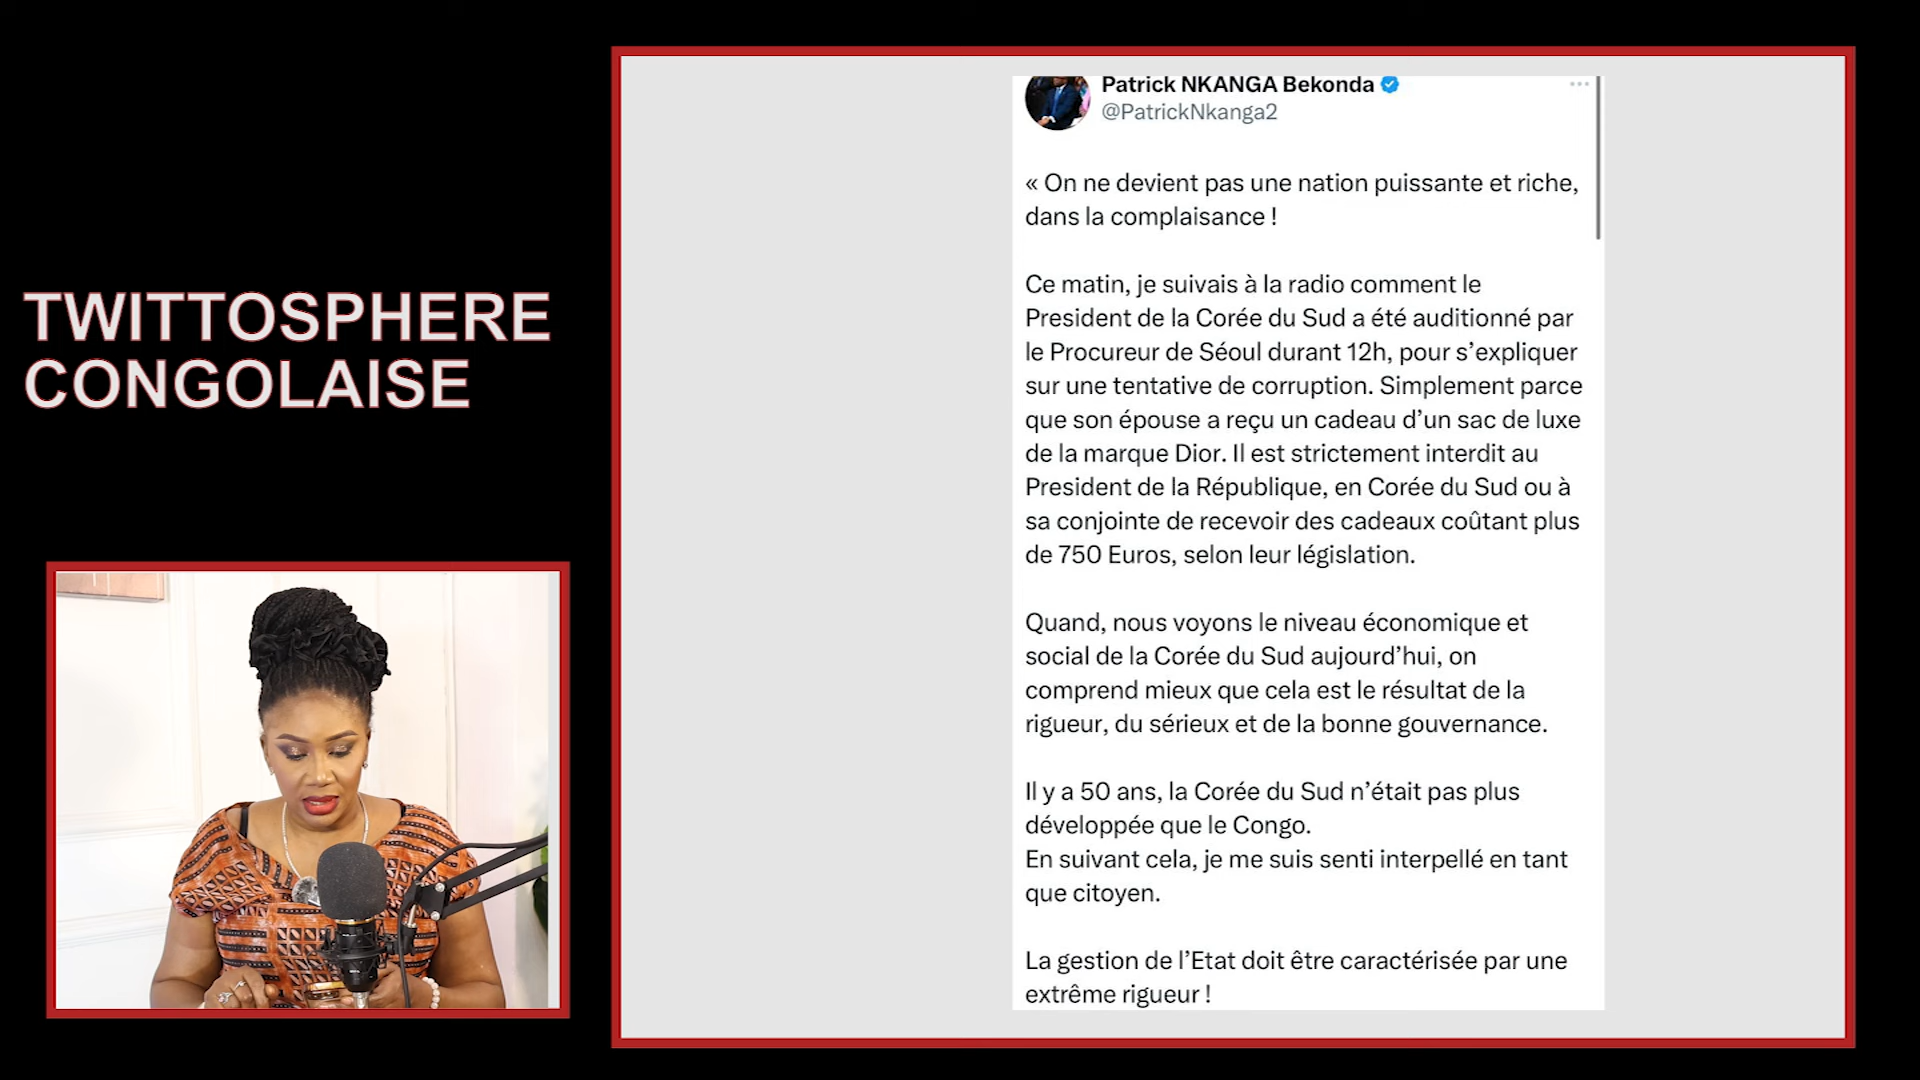 TWITTOSPHERE
CONGOLAISE
Patrick NKANGA Bekonda
@PatrickNkanga2
« On ne devient pas une nation puissante et riche,
dans la complaisance !
Ce matin, je suivais à la radio comment le
President de la Corée du Sud a été auditionné par
le Procureur de Séoul durant 12h, pour s’expliquer
sur une tentative de corruption. Simplement parce
que son épouse a reçu un cadeau d’un sac de luxe
de la marque Dior. Il est strictement interdit au
President de la République, en Corée du Sud ou à
sa conjointe de recevoir des cadeaux coûtant plus
de 750 Euros, selon leur législation.
Quand, nous voyons le niveau économique et
social de la Corée du Sud aujourd’hui, on
comprend mieux que cela est le résultat de la
rigueur, du sérieux et de la bonne gouvernance.
Il y a 50 ans, la Corée du Sud n’était pas plus
développée que le Congo.
En suivant cela, je me suis senti interpellé en tant
que citoyen.
La gestion de l’Etat doit être caractérisée par une
extrême rigueur !